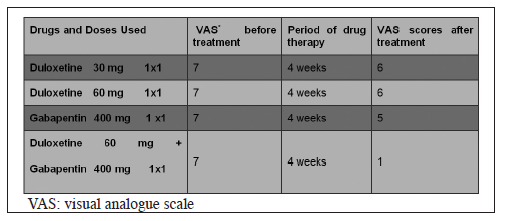 Drugs and Doses Used VAS* before treatment Period of drug therapy VAS scores after treatment
Duloxetine 30 mg 1x1 7 4 weeks 6
Duloxetine 60 mg 1x1 7 4 weeks 6
Gabapentin 400 mg 1 x1 7 4 weeks 5
Duloxetine 60 mg +
Gabapentin 400 mg 1x1 7 4 weeks 1
VAS: visual analogue scale